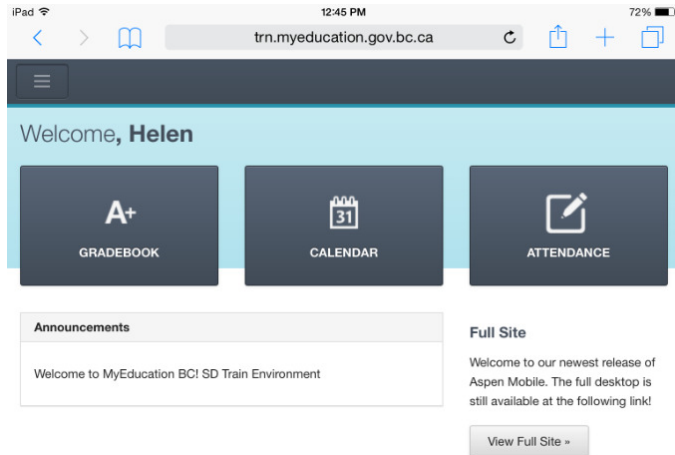 iPad 12:45 PM 72%
trn.myeducation.gov.bc.ca
Welcome, Helen
A+ 31
GRADEBOOK CALENDAR ATTENDANCE
Announcements
Welcome to MyEducation BC! SD Train Environment
Full Site
Welcome to our newest release of
Aspen Mobile. The full desktop is
still available at the following link!
View Full Site »